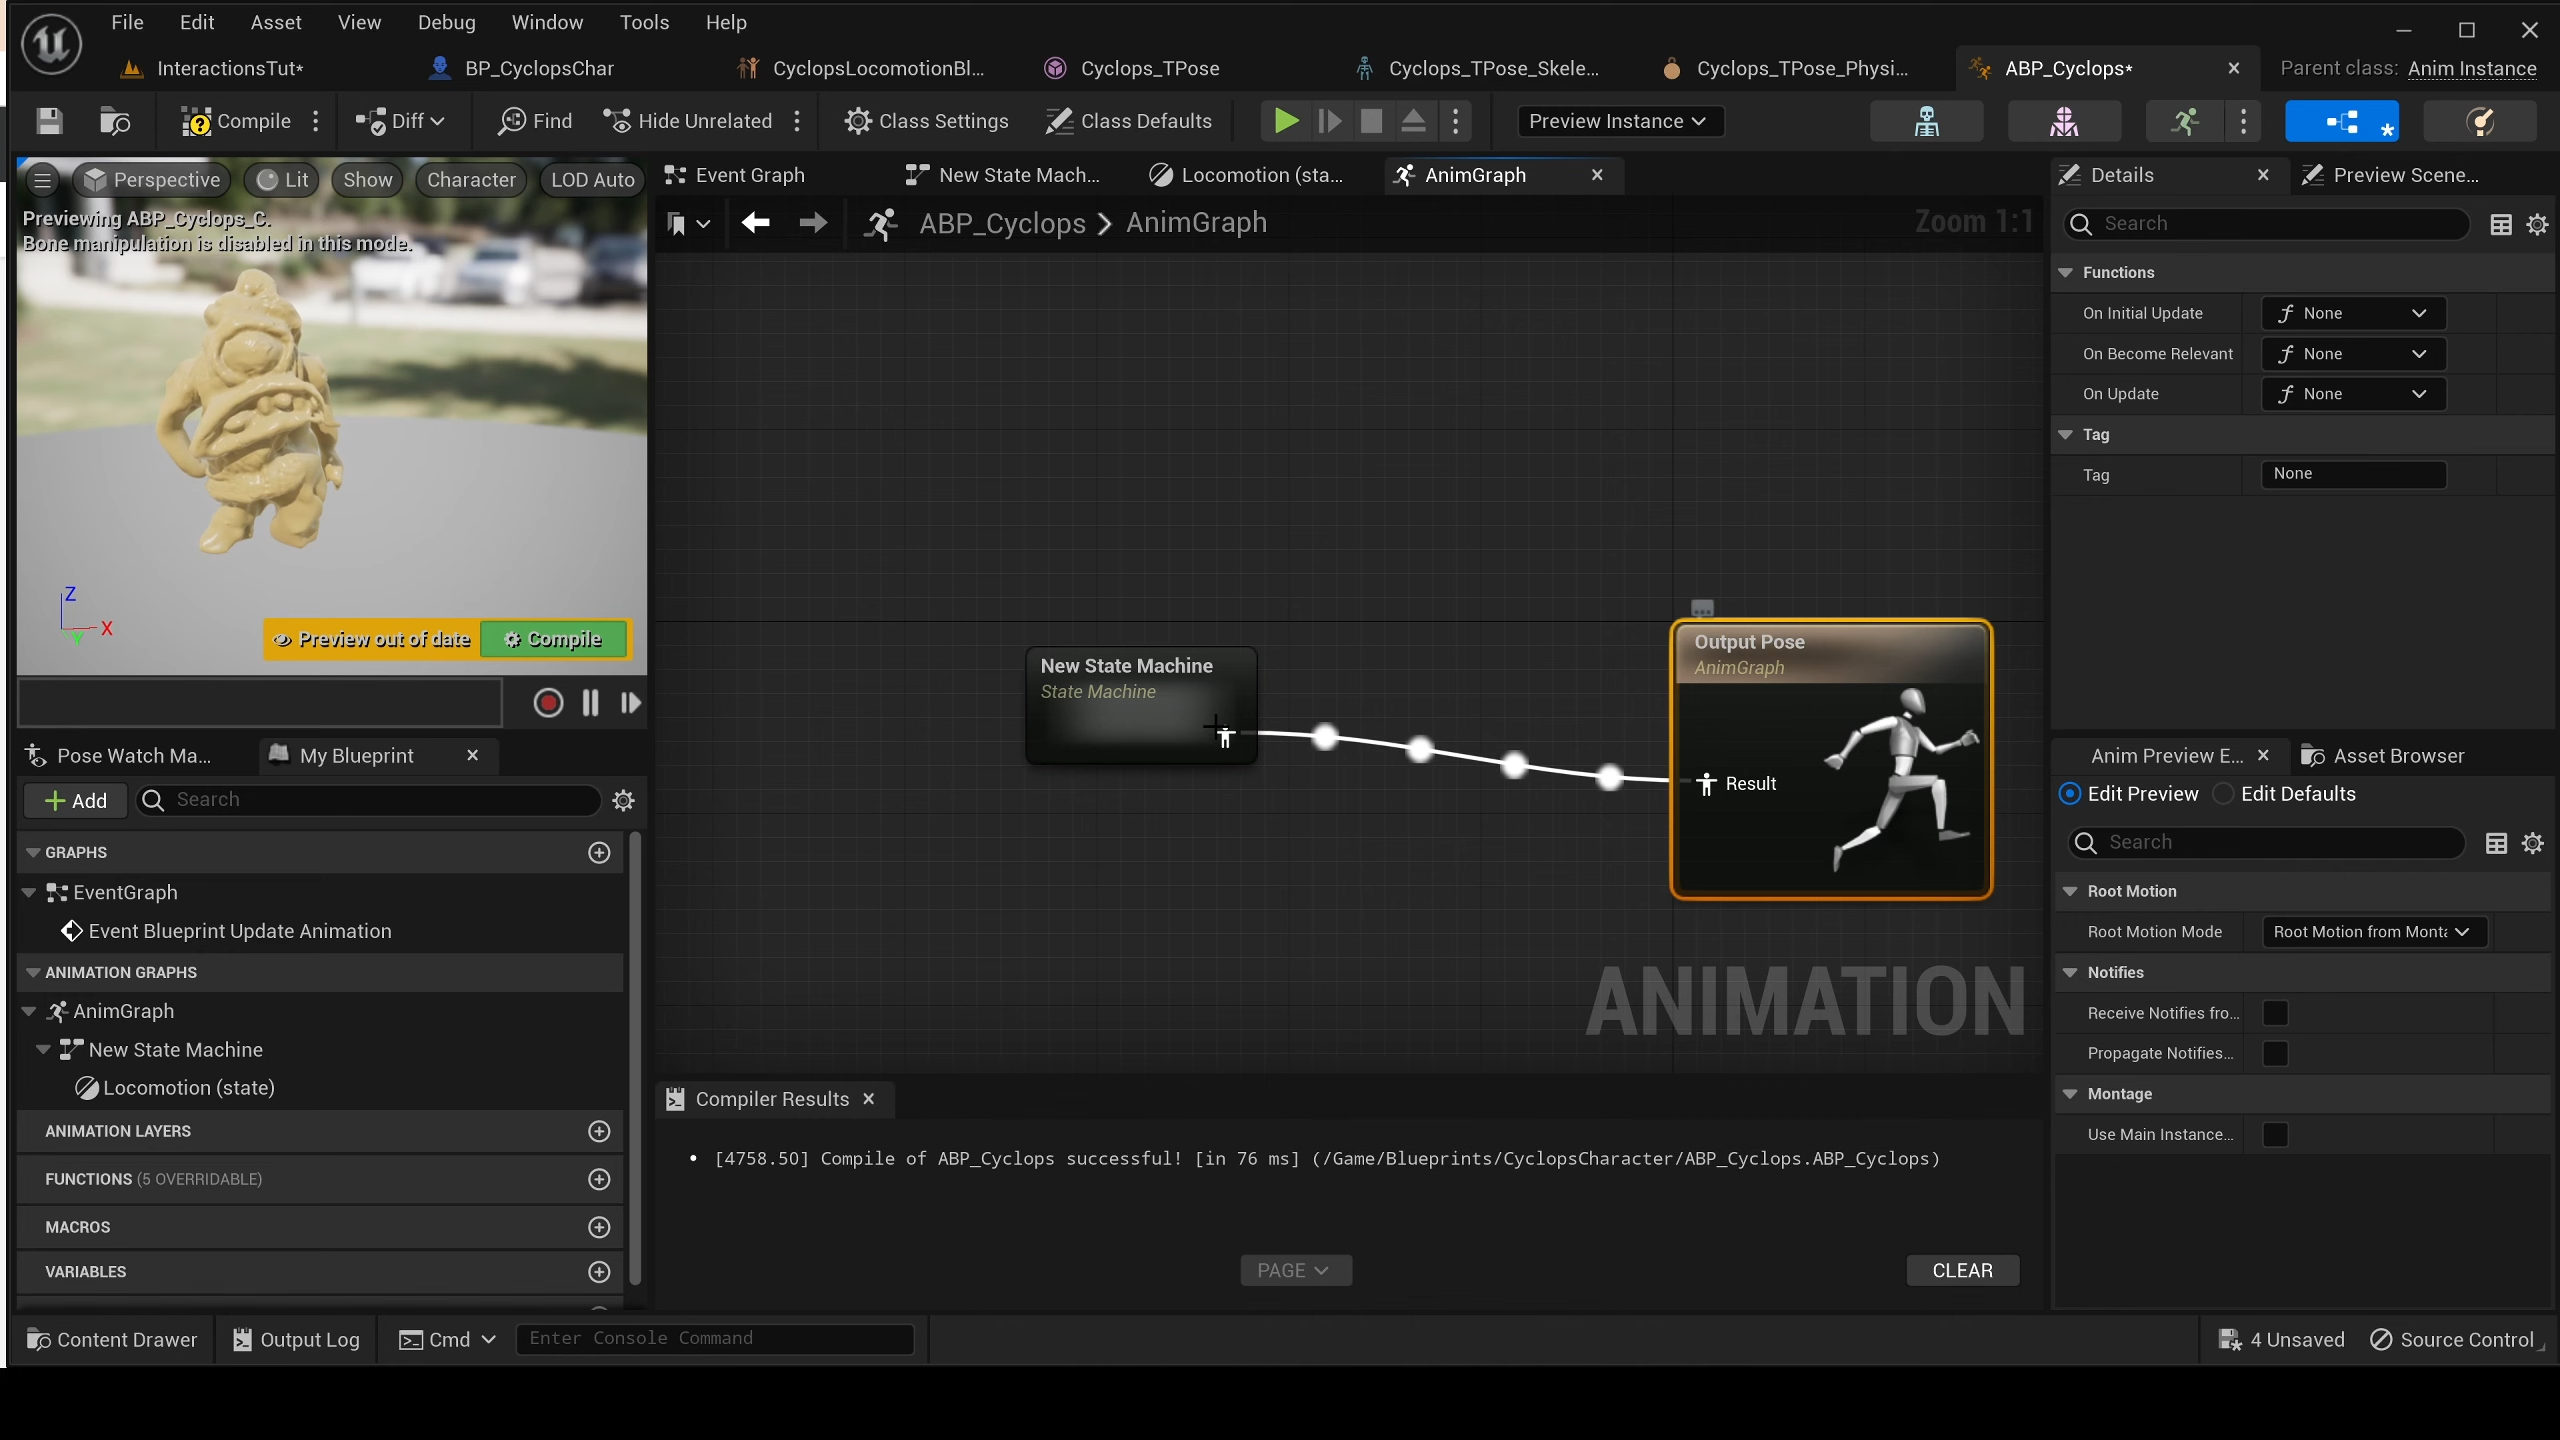 File Edit Asset View Debug Window Tools Help
InteractionsTut* BP_CyclopsChar CyclopsLocomotionBl... Cyclops_TPose Cyclops_TPose_Skele... Cyclops_TPose_Physi... ABP_Cyclops* Parent class: Anim Instance
Compile Diff Find Hide Unrelated Class Settings Class Defaults Preview Instance
Perspective Lit Show Character LOD Auto
Previewing ABP_Cyclops_C.
Bone manipulation is disabled in this mode.
Z
X
Y
Preview out of date Compile
Event Graph New State Mach... Locomotion (sta... AnimGraph
ABP_Cyclops > AnimGraph Zoom 1:1
New State Machine
State Machine
Output Pose
AnimGraph
Result
ANIMATION
Pose Watch Ma... My Blueprint
Add Search
GRAPHS
EventGraph
Event Blueprint Update Animation
ANIMATION GRAPHS
AnimGraph
New State Machine
Locomotion (state)
ANIMATION LAYERS
FUNCTIONS (5 OVERRIDABLE)
MACROS
VARIABLES
Compiler Results
• [4758.50] Compile of ABP_Cyclops successful! [in 76 ms] (/Game/Blueprints/CyclopsCharacter/ABP_Cyclops.ABP_Cyclops)
PAGE CLEAR
Details Preview Scene...
Search
Functions
On Initial Update None
On Become Relevant None
On Update None
Tag
Tag None
Anim Preview E... Asset Browser
Edit Preview Edit Defaults
Search
Root Motion
Root Motion Mode Root Motion from Monta
Notifies
Receive Notifies fro...
Propagate Notifies...
Montage
Use Main Instance...
Content Drawer Output Log Cmd Enter Console Command 4 Unsaved Source Control